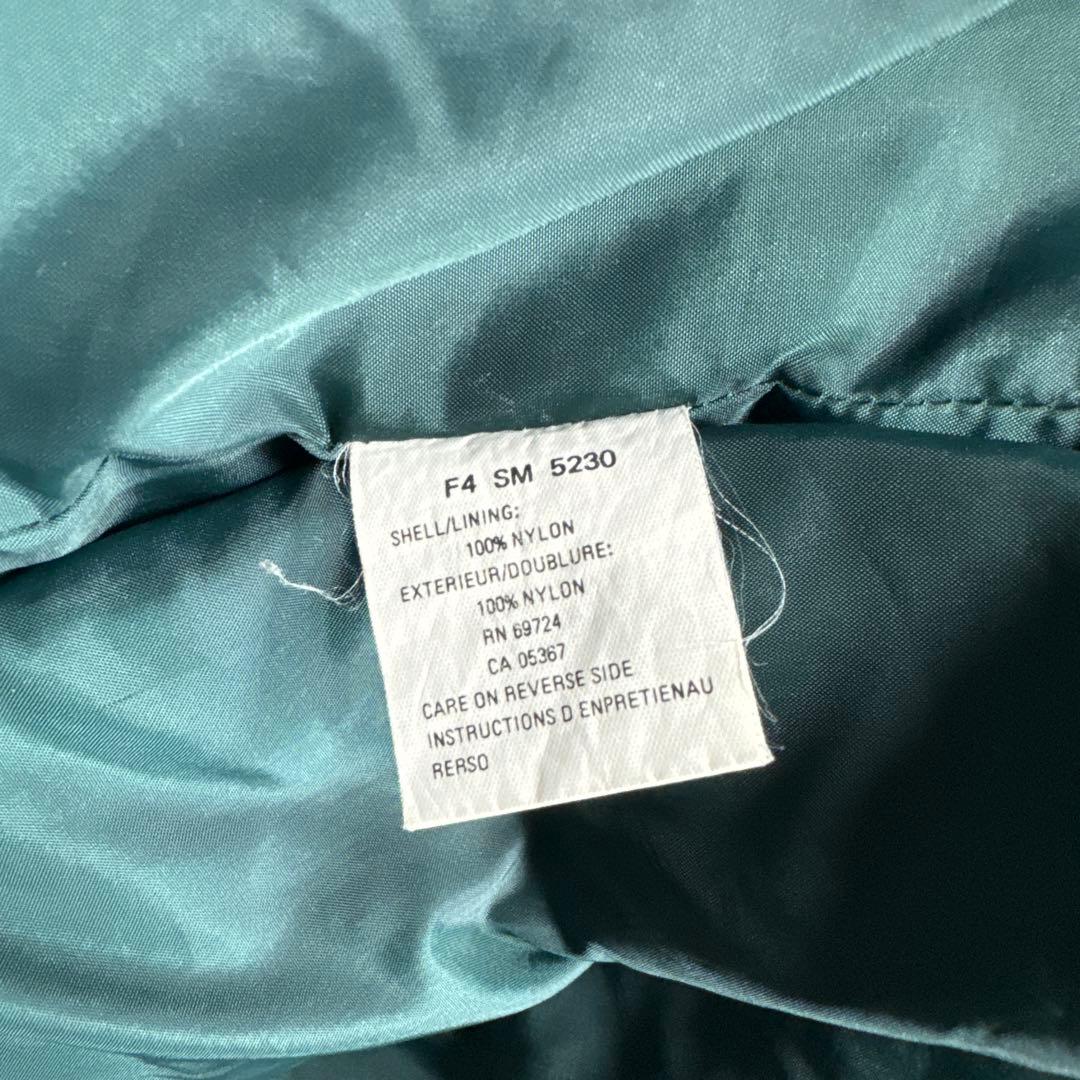 F4 SM 5230
SHELL/LINING:
100% NYLON
EXTERIEUR/DOUBLURE:
100% NYLON
RN 69724
CA 05367
CARE ON REVERSE SIDE
INSTRUCTIONS D ENPRETIENAU
RERSO